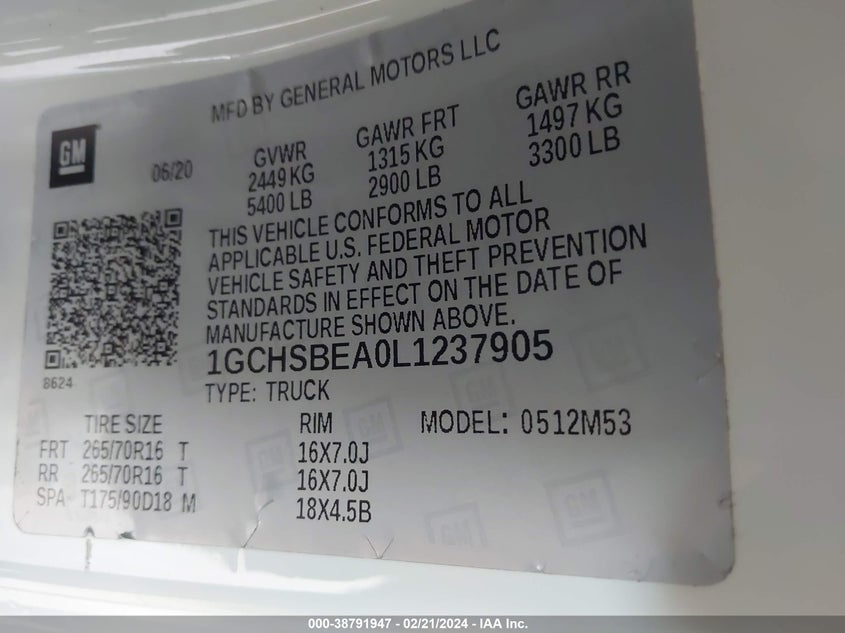 MFD BY GENERAL MOTORS LLC
GM
06/20
GVWR GAWR FRT GAWR RR
2449 KG 1315 KG 1497 KG
5400 LB 2900 LB 3300 LB
THIS VEHICLE CONFORMS TO ALL
APPLICABLE U.S. FEDERAL MOTOR
VEHICLE SAFETY AND THEFT PREVENTION
STANDARDS IN EFFECT ON THE DATE OF
MANUFACTURE SHOWN ABOVE.
1GCHSBEA0L1237905
8624
TYPE: TRUCK
TIRE SIZE RIM MODEL: 0512M53
FRT 265/70R16 T 16X7.0J
RR 265/70R16 T 16X7.0J
SPA T175/90D18 M 18X4.5B
GM
GM
GM
GM
000-38791947 - 02/21/2024 - IAA Inc.